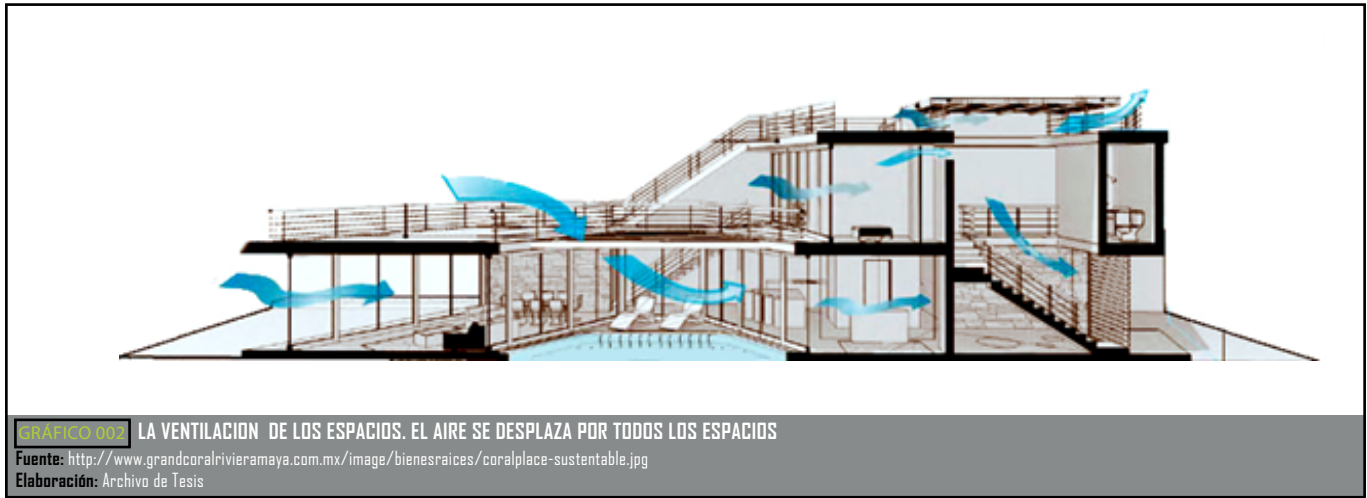 GRÁFICO 002 LA VENTILACION DE LOS ESPACIOS. EL AIRE SE DESPLAZA POR TODOS LOS ESPACIOS
Fuente: http://www.grandcoralrivieramaya.com.mx/image/bienesraices/coralplace-sustentable.jpg
Elaboración: Archivo de Tesis